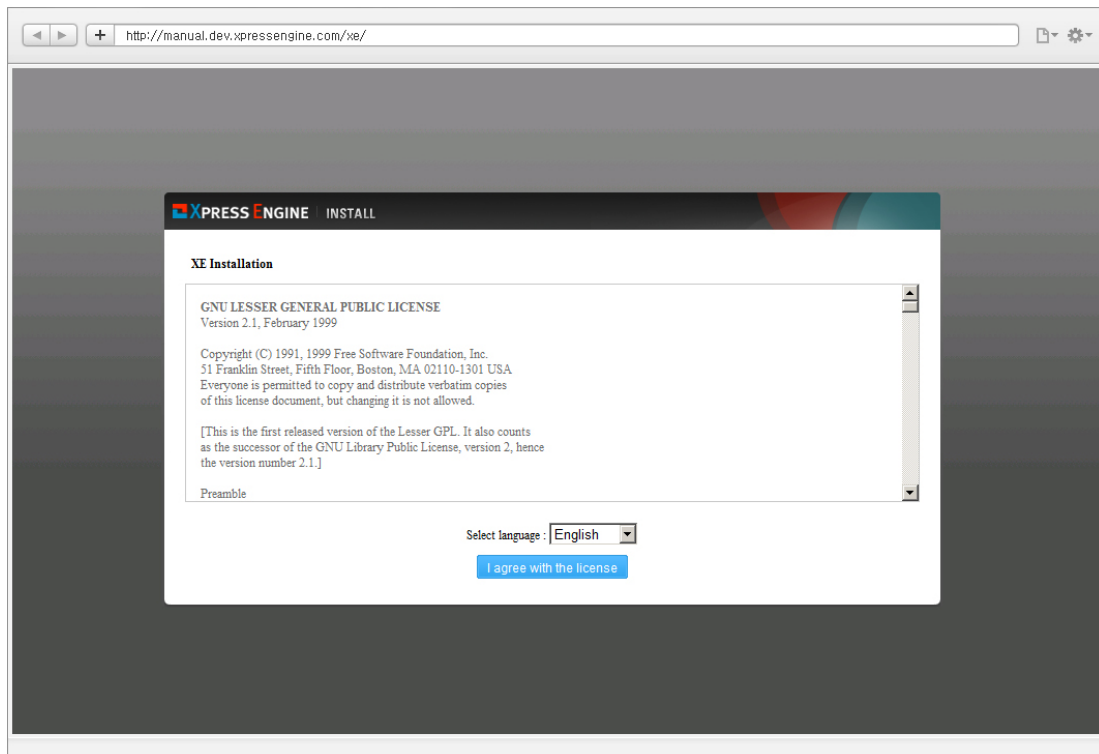 http://manual.dev.xpressengine.com/xe/
XPRESS ENGINE INSTALL
XE Installation
GNU LESSER GENERAL PUBLIC LICENSE
Version 2.1, February 1999
Copyright (C) 1991, 1999 Free Software Foundation, Inc.
51 Franklin Street, Fifth Floor, Boston, MA 02110-1301 USA
Everyone is permitted to copy and distribute verbatim copies
of this license document, but changing it is not allowed.
[This is the first released version of the Lesser GPL. It also counts
as the successor of the GNU Library Public License, version 2, hence
the version number 2.1.]
Preamble
Select language : English
I agree with the license